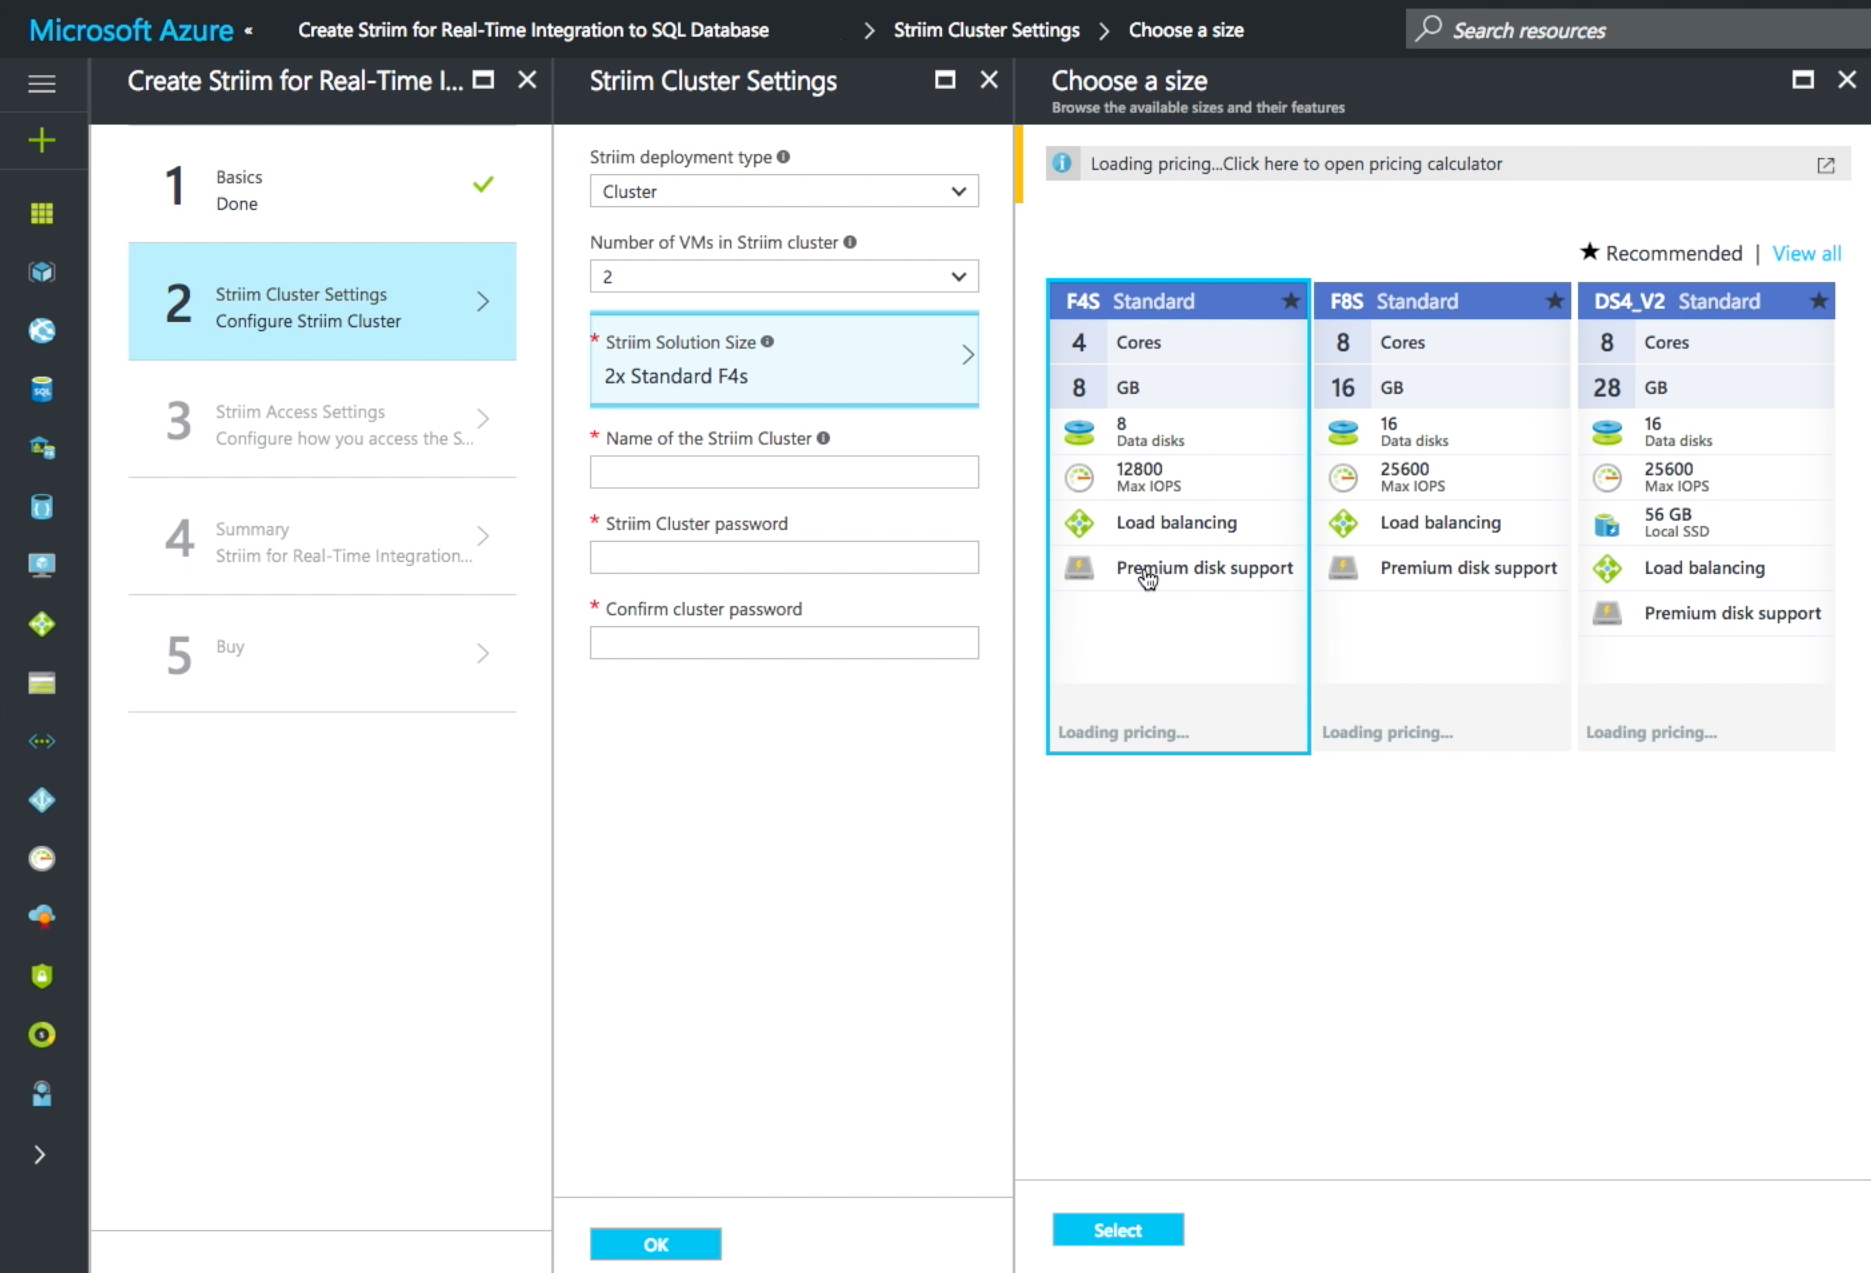 Microsoft Azure «
Create Striim for Real-Time Integration to SQL Database > Striim Cluster Settings > Choose a size
Search resources
Create Striim for Real-Time I...
1
Basics
Done
2
Striim Cluster Settings
Configure Striim Cluster
3
Striim Access Settings
Configure how you access the S...
4
Summary
Striim for Real-Time Integration...
5
Buy
Striim Cluster Settings
Striim deployment type
Cluster
Number of VMs in Striim cluster
2
* Striim Solution Size
2x Standard F4s
* Name of the Striim Cluster
* Striim Cluster password
* Confirm cluster password
OK
Choose a size
Browse the available sizes and their features
Loading pricing...Click here to open pricing calculator
★ Recommended | View all
F4S Standard ★
4 Cores
8 GB
8
Data disks
12800
Max IOPS
Load balancing
Premium disk support
Loading pricing...
F8S Standard ★
8 Cores
16 GB
16
Data disks
25600
Max IOPS
Load balancing
Premium disk support
Loading pricing...
DS4_V2 Standard ★
8 Cores
28 GB
16
Data disks
25600
Max IOPS
56 GB
Local SSD
Load balancing
Premium disk support
Loading pricing...
Select